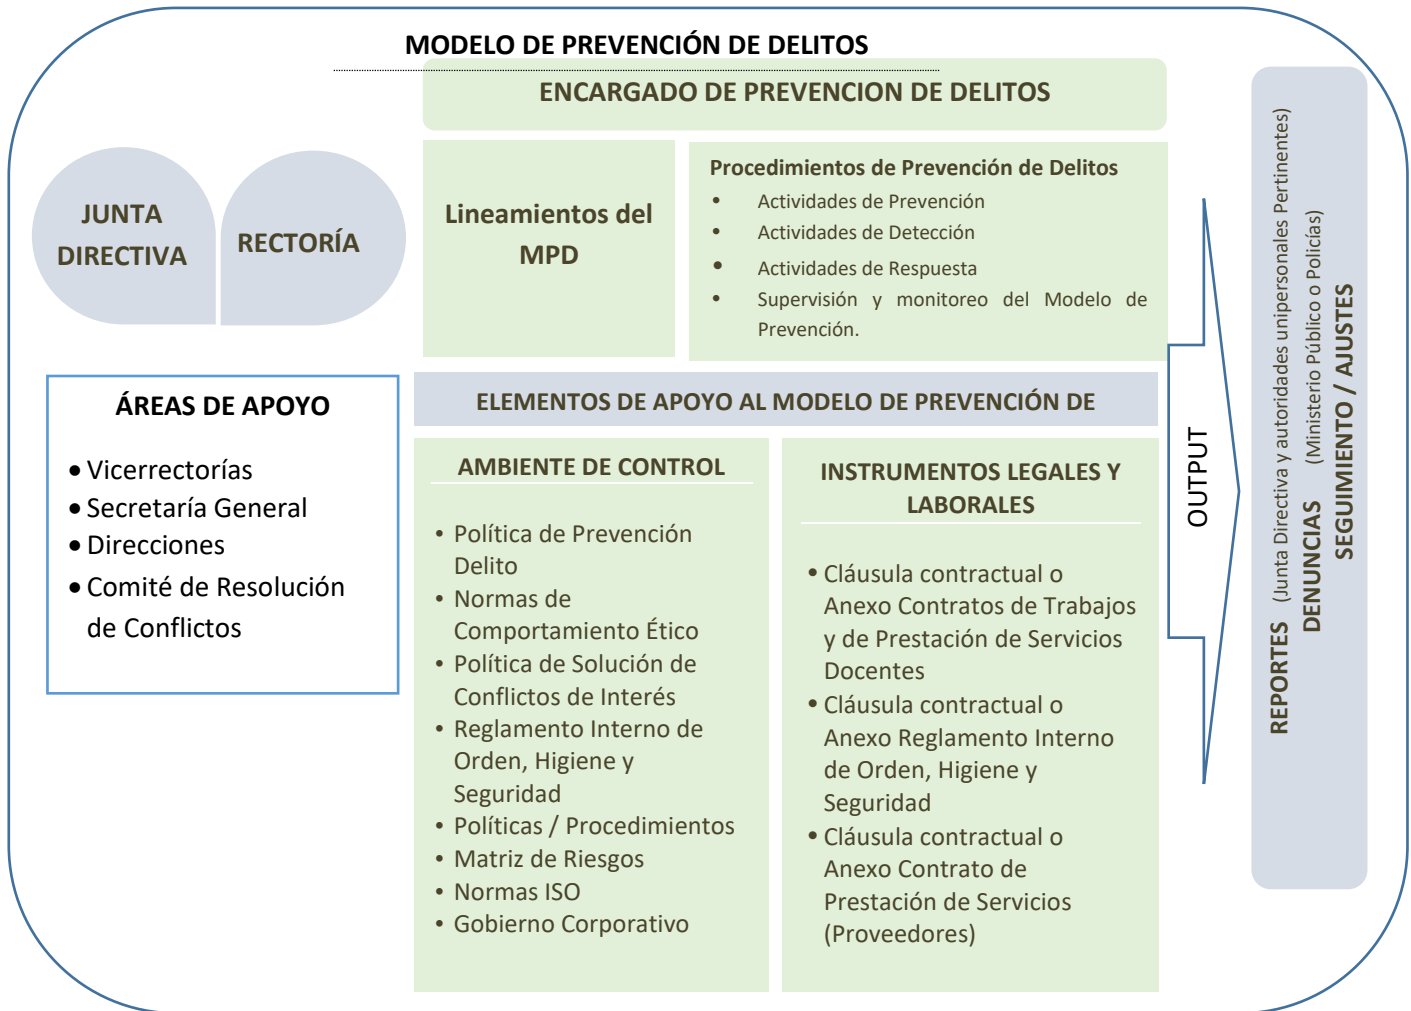 MODELO DE PREVENCIÓN DE DELITOS
ENCARGADO DE PREVENCION DE DELITOS
JUNTA
DIRECTIVA
RECTORÍA
Lineamientos del
MPD
Procedimientos de Prevención de Delitos
• Actividades de Prevención
• Actividades de Detección
• Actividades de Respuesta
• Supervisión y monitoreo del Modelo de
Prevención.
ÁREAS DE APOYO
• Vicerrectorías
• Secretaría General
• Direcciones
• Comité de Resolución
de Conflictos
ELEMENTOS DE APOYO AL MODELO DE PREVENCIÓN DE
AMBIENTE DE CONTROL
• Política de Prevención
Delito
• Normas de
Comportamiento Ético
• Política de Solución de
Conflictos de Interés
• Reglamento Interno de
Orden, Higiene y
Seguridad
• Políticas / Procedimientos
• Matriz de Riesgos
• Normas ISO
• Gobierno Corporativo
INSTRUMENTOS LEGALES Y
LABORALES
• Cláusula contractual o
Anexo Contratos de Trabajos
y de Prestación de Servicios
Docentes
• Cláusula contractual o
Anexo Reglamento Interno
de Orden, Higiene y
Seguridad
• Cláusula contractual o
Anexo Contrato de
Prestación de Servicios
(Proveedores)
OUTPUT
REPORTES (Junta Directiva y autoridades unipersonales Pertinentes)
DENUNCIAS (Ministerio Público o Policías)
SEGUIMIENTO / AJUSTES